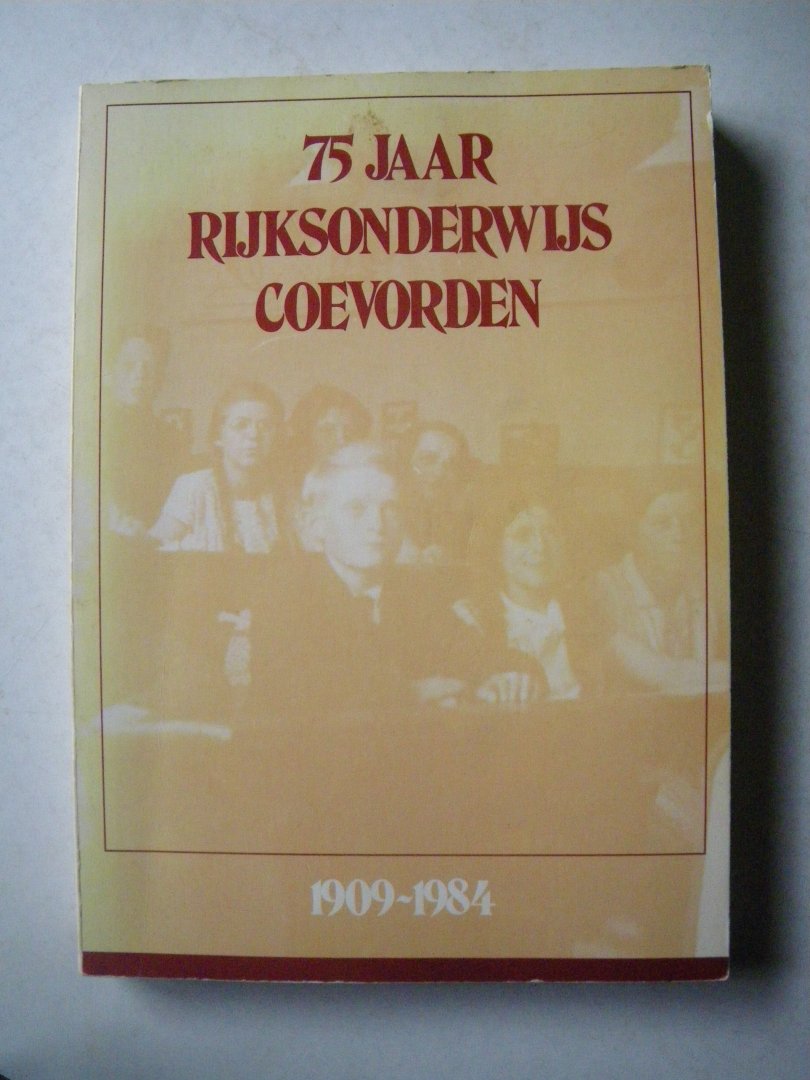 75 JAAR
RIJKSONDERWIJS
COEVORDEN
1909-1984